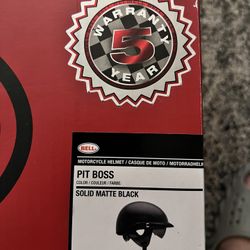 WARRANTY
5
YEAR
BELL
MOTORCYCLE HELMET / CASQUE DE MOTO / MOTORRADHELM
PIT BOSS
COLOR / COULEUR / FARBE
SOLID MATTE BLACK